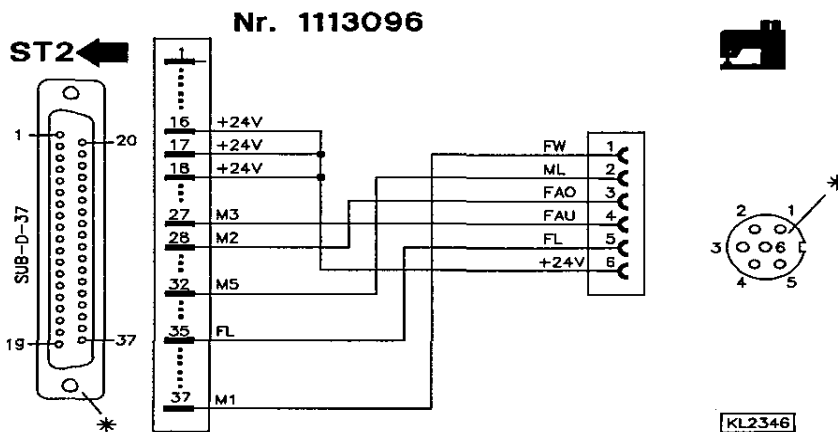 Nr. 1113096
ST2
SUB-D-37
1
20
19
37
1
16 +24V
17 +24V
18 +24V
27 M3
28 M2
32 M5
35 FL
37 M1
FW 1
ML 2
FAO 3
FAU 4
FL 5
+24V 6
2 1
3 6
4 5
*
*
KL2346